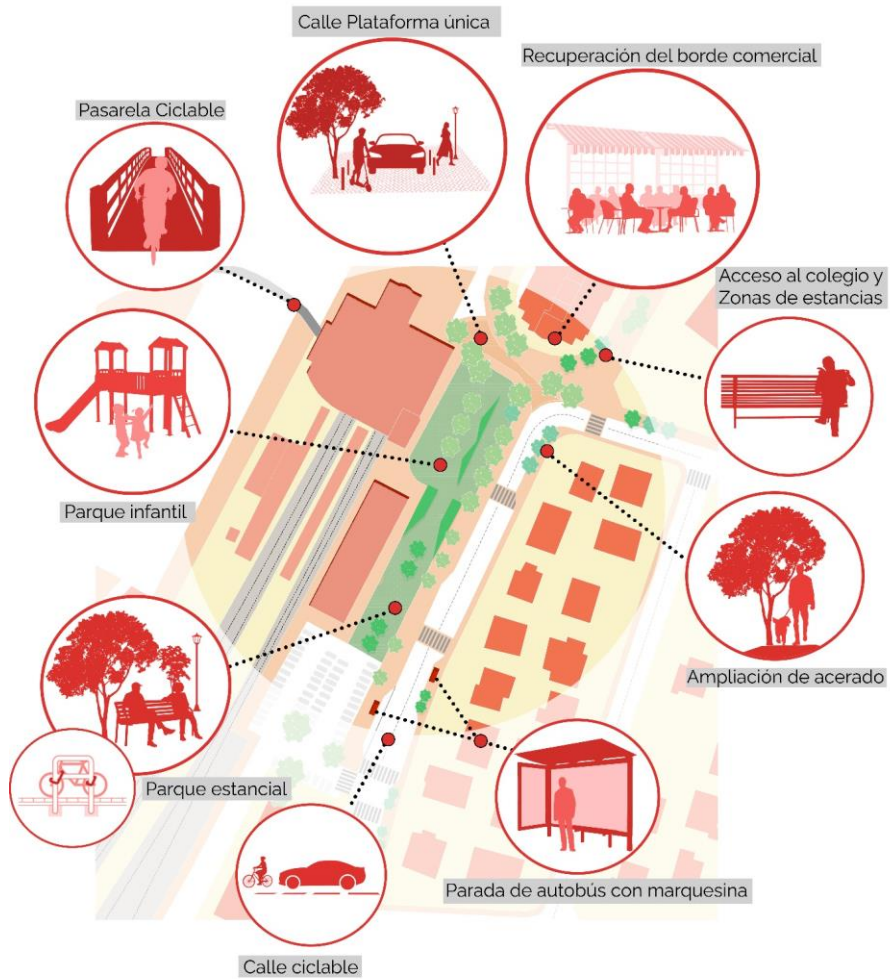 Calle Plataforma única
Recuperación del borde comercial
Pasarela Ciclable
Acceso al colegio y
Zonas de estancias
Parque infantil
Ampliación de acerado
Parque estancial
Parada de autobús con marquesina
Calle ciclable